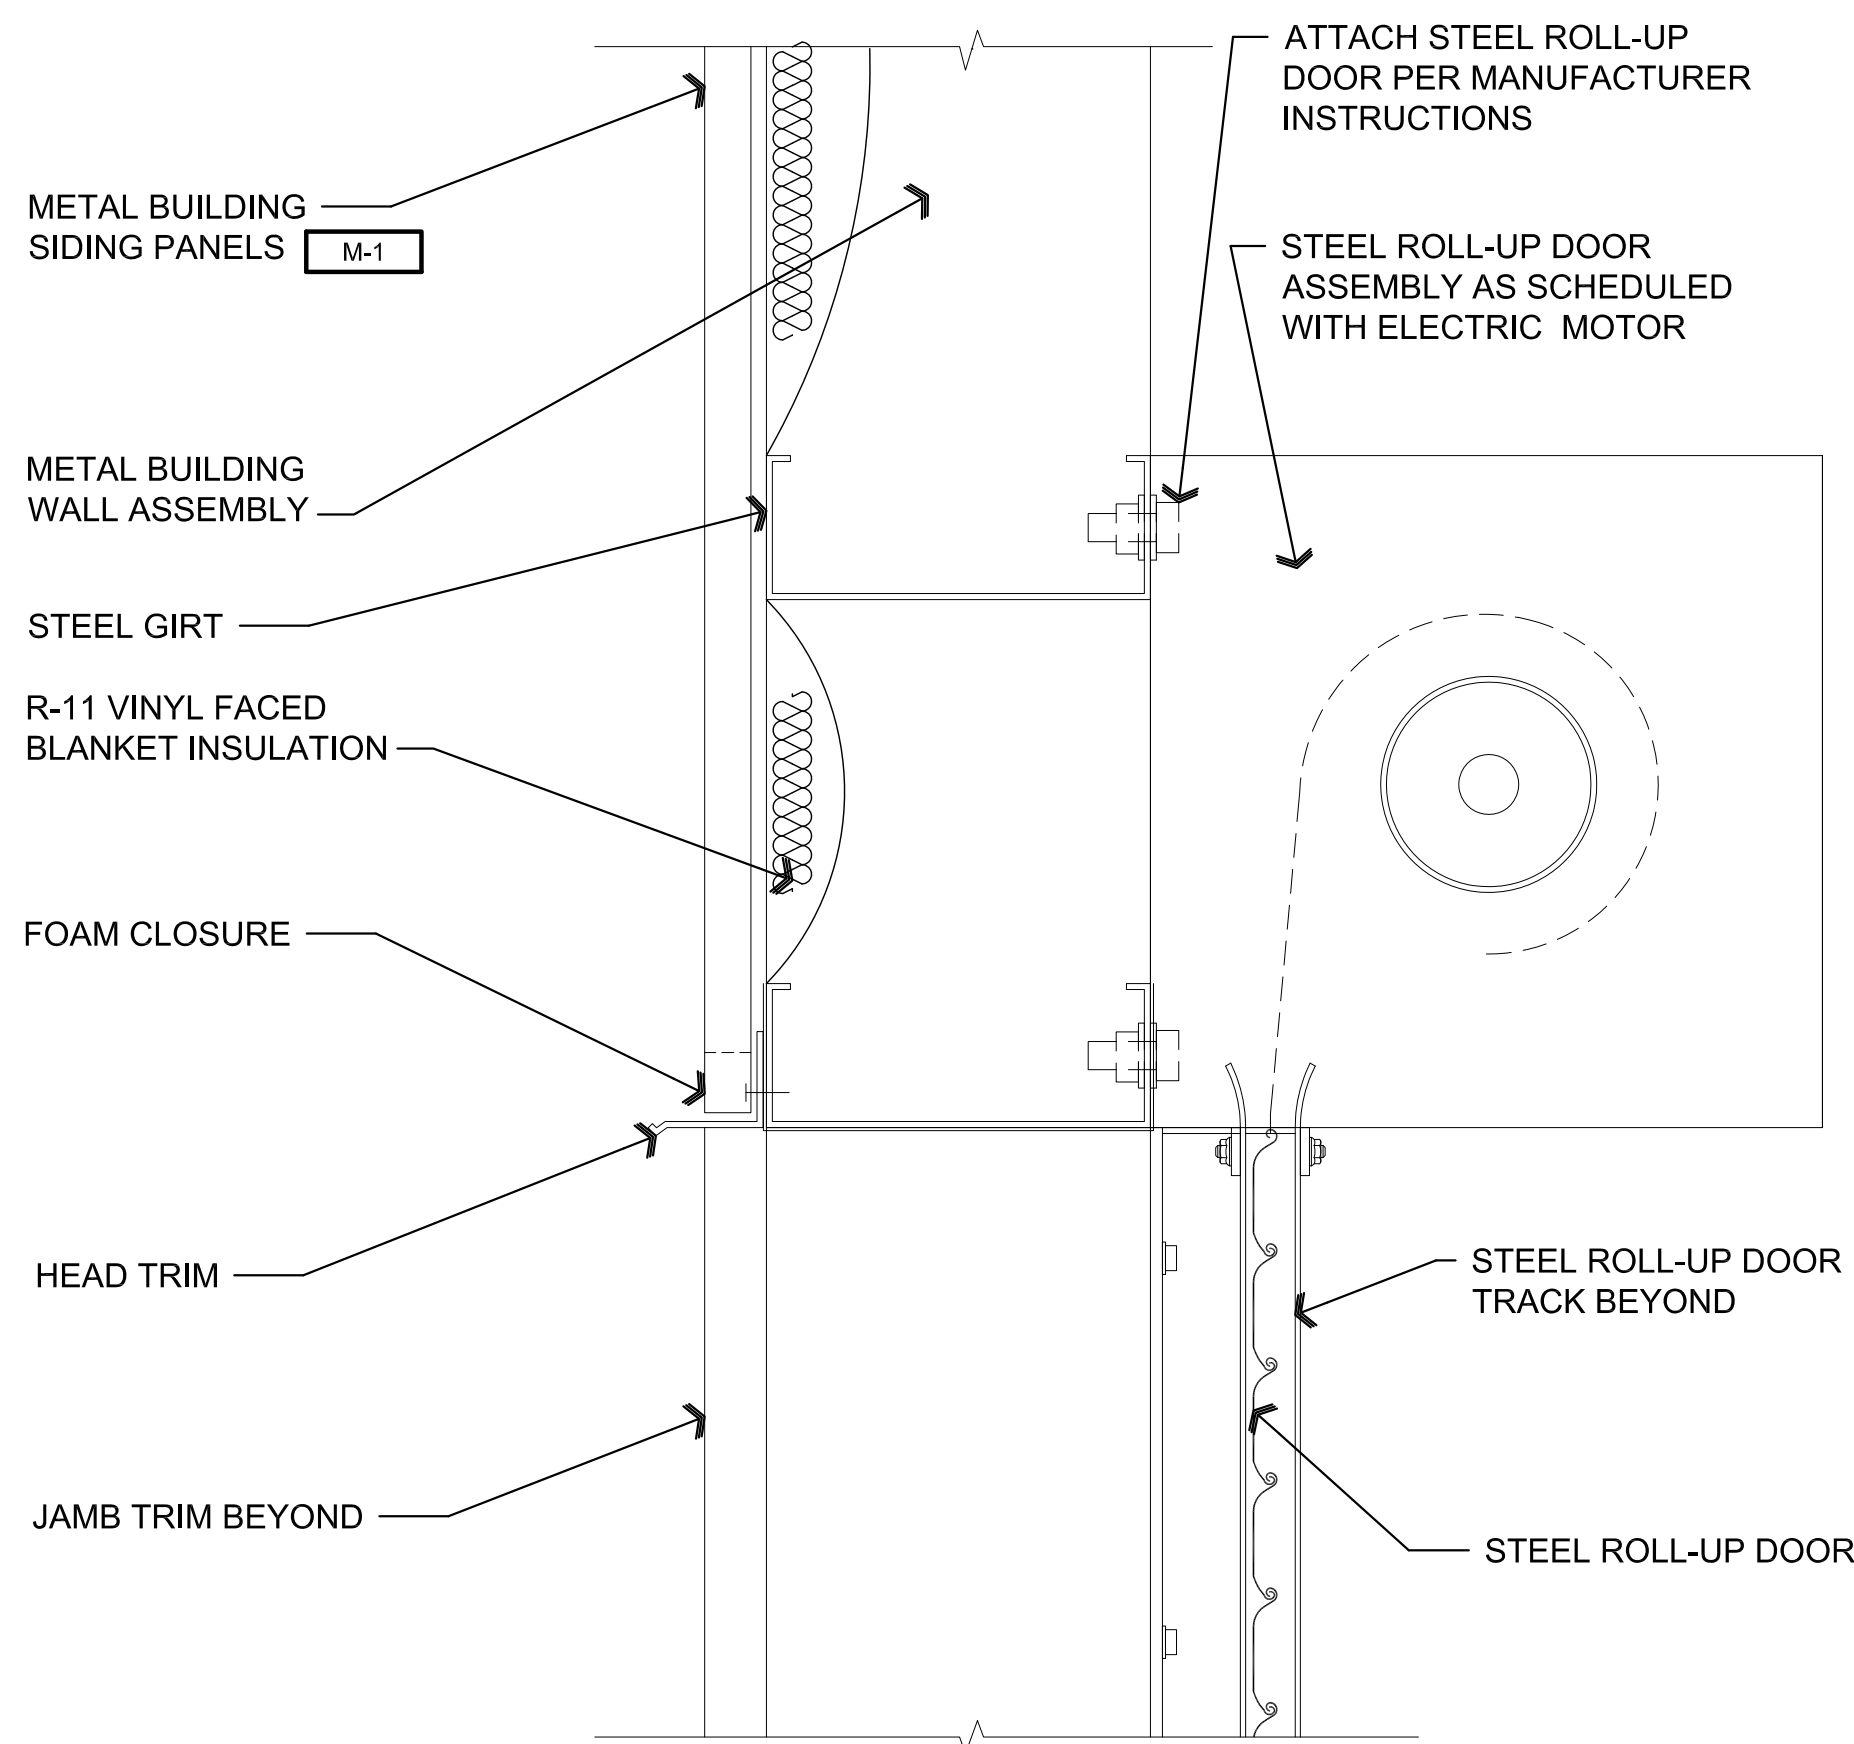 ATTACH STEEL ROLL-UP
DOOR PER MANUFACTURER
INSTRUCTIONS
METAL BUILDING
SIDING PANELS M-1
STEEL ROLL-UP DOOR
ASSEMBLY AS SCHEDULED
WITH ELECTRIC MOTOR
METAL BUILDING
WALL ASSEMBLY
STEEL GIRT
R-11 VINYL FACED
BLANKET INSULATION
FOAM CLOSURE
HEAD TRIM
STEEL ROLL-UP DOOR
TRACK BEYOND
JAMB TRIM BEYOND
STEEL ROLL-UP DOOR